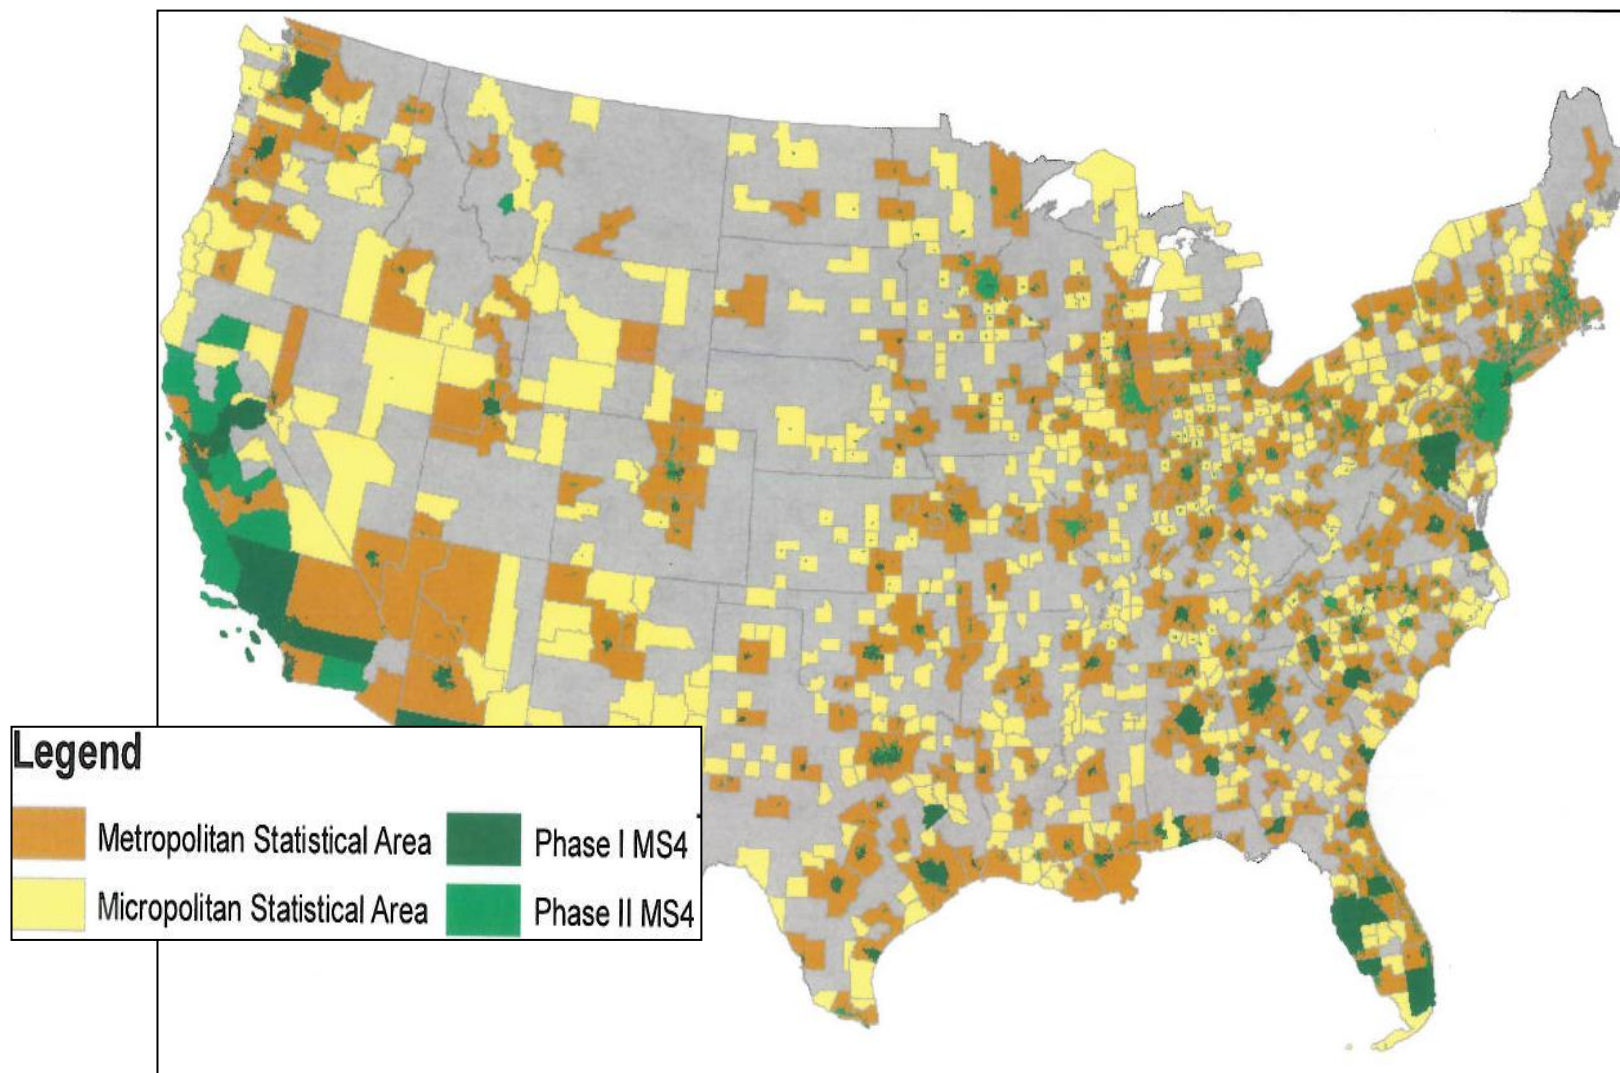 Legend
Metropolitan Statistical Area
Phase I MS4
Micropolitan Statistical Area
Phase II MS4